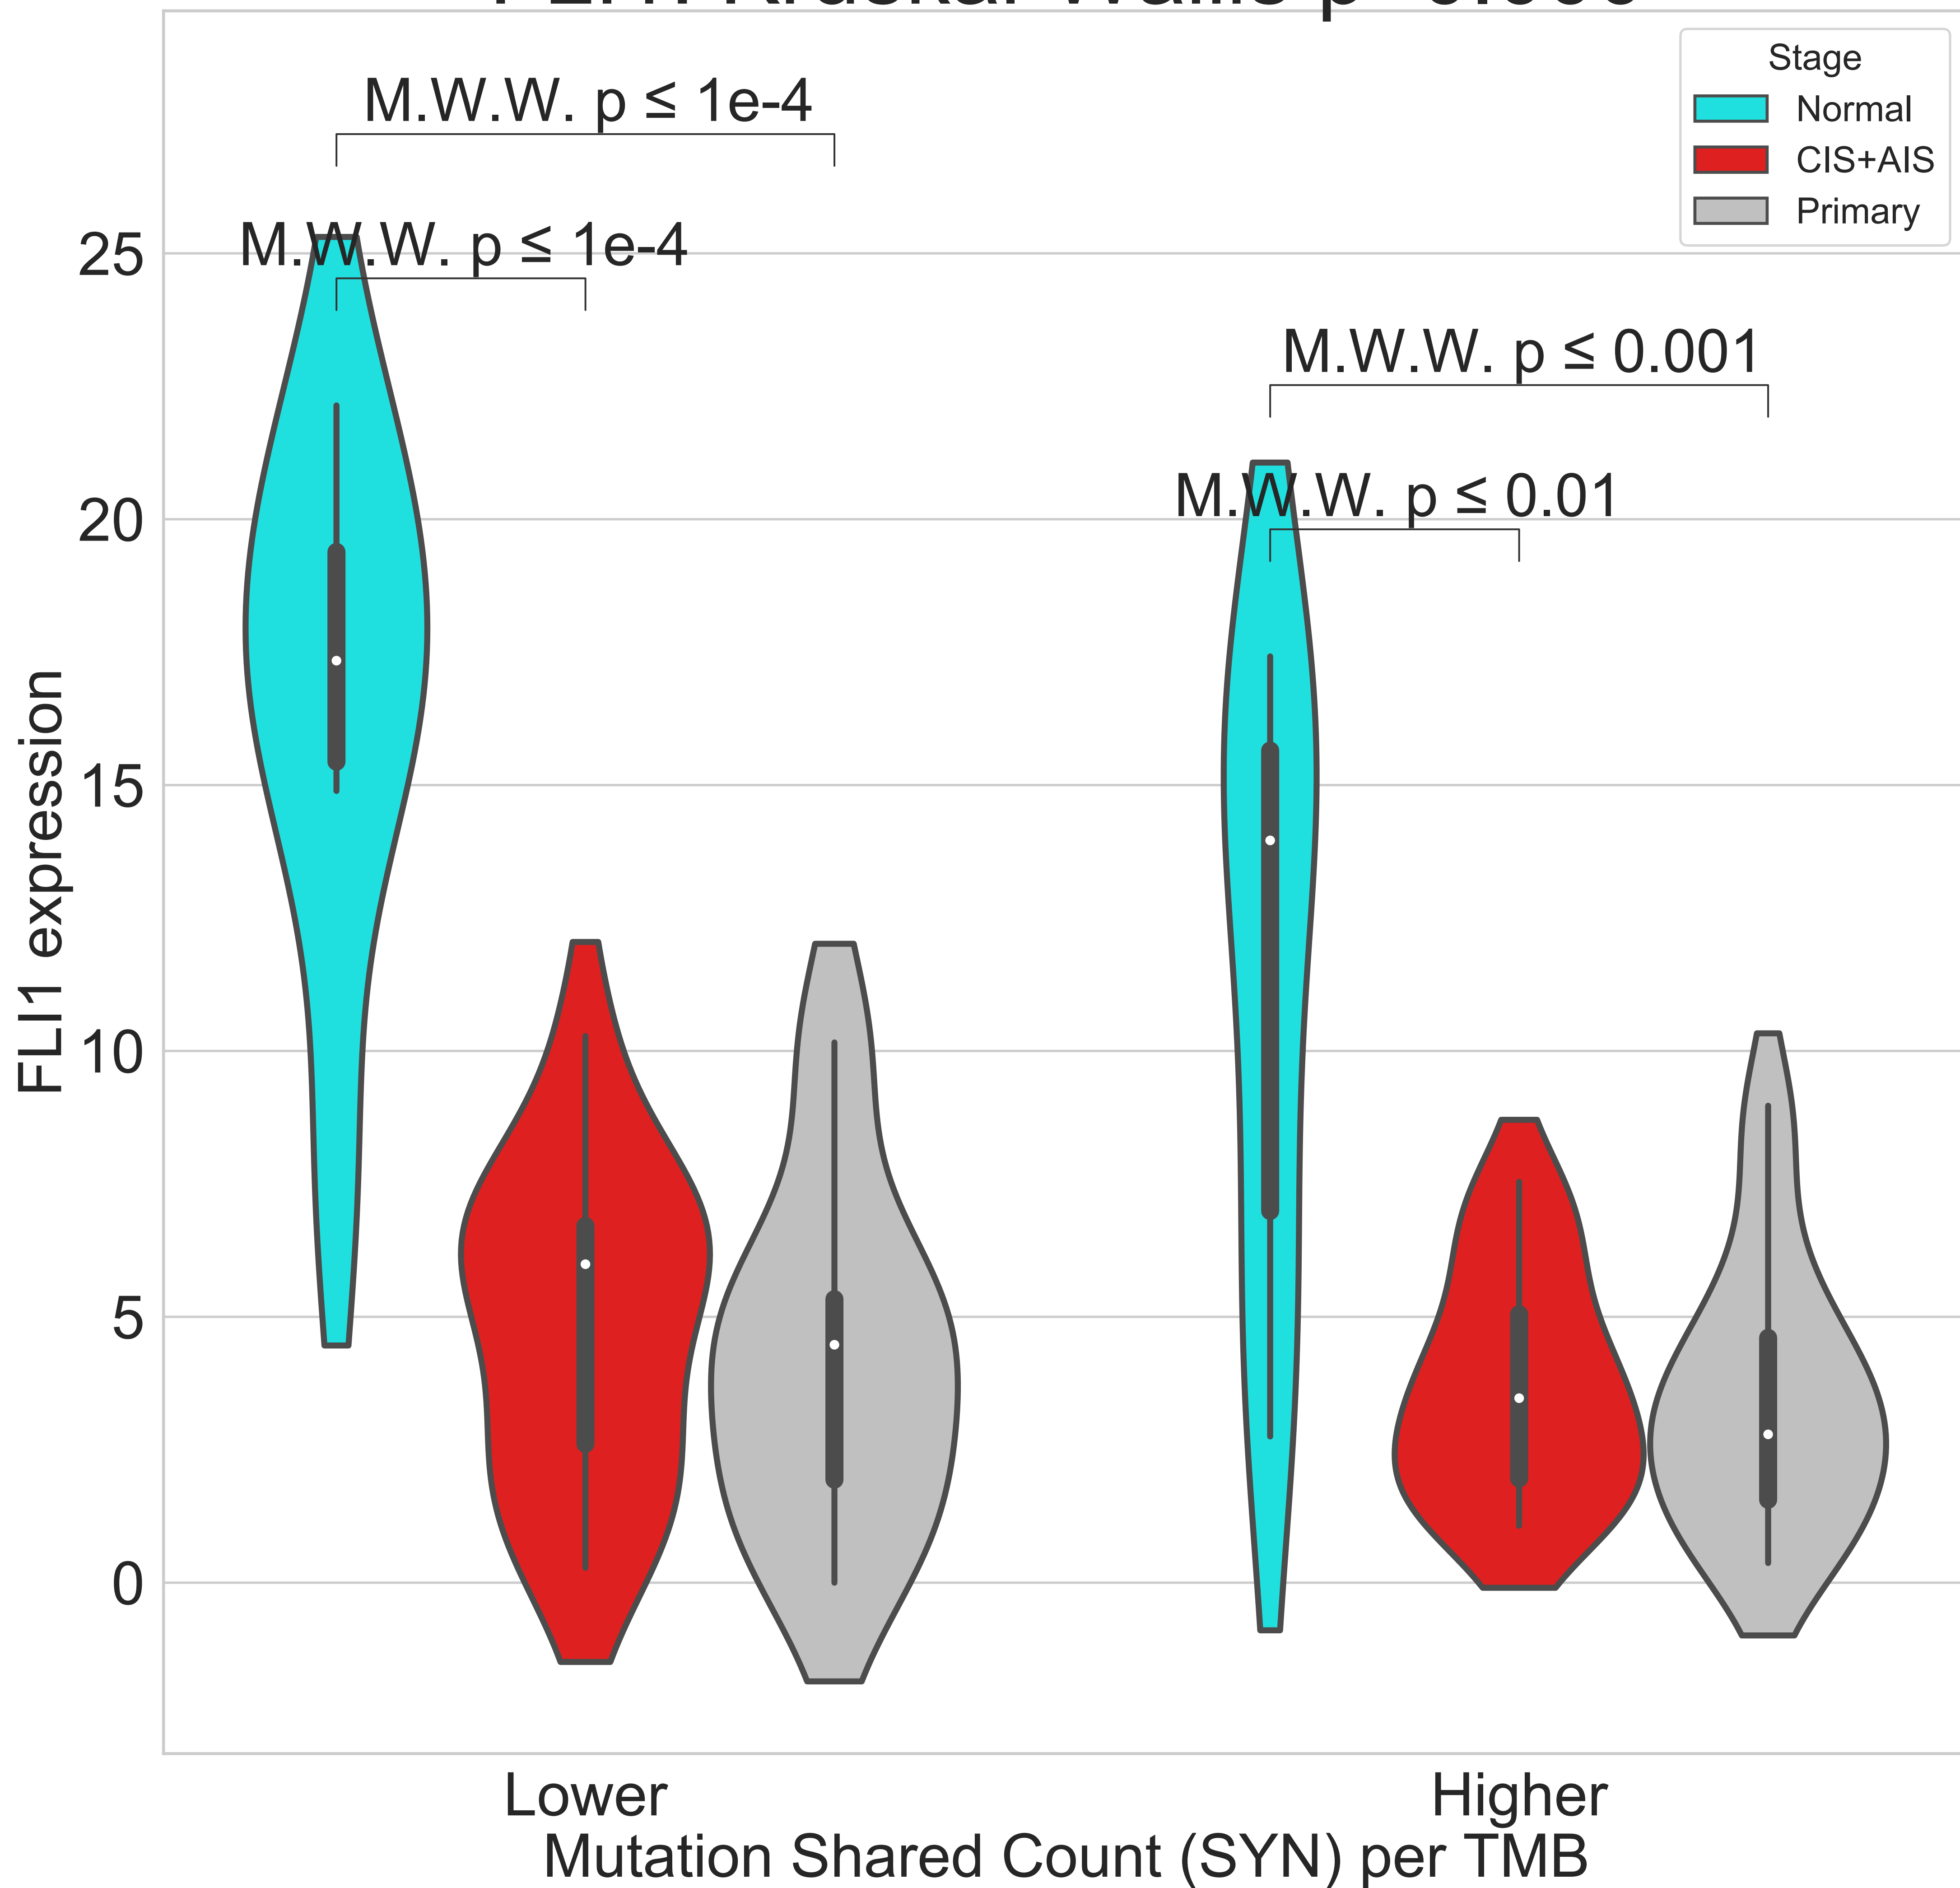 Stage
Normal
CIS+AIS
Primary
M.W.W. p ≤ 1e-4
M.W.W. p ≤ 1e-4
M.W.W. p ≤ 0.001
M.W.W. p ≤ 0.01
25
20
15
10
5
0
FLI1 expression
Lower
Higher
Mutation Shared Count (SYN) per TMB